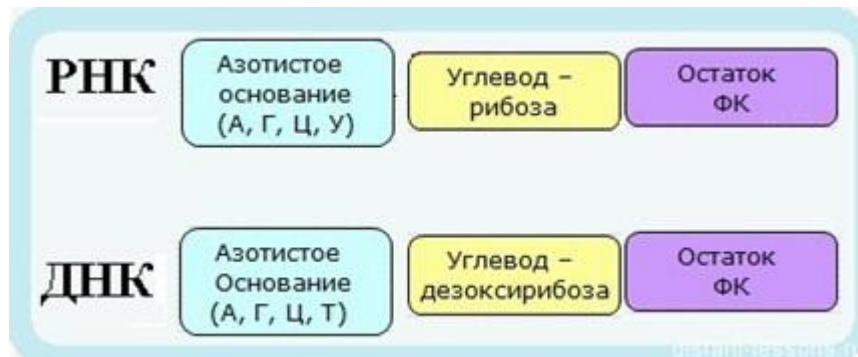 РНК
Азотистое
основание
(А, Г, Ц, У)
Углевод –
рибоза
Остаток
ФК
ДНК
Азотистое
Основание
(А, Г, Ц, Т)
Углевод –
дезоксирибоза
Остаток
ФК